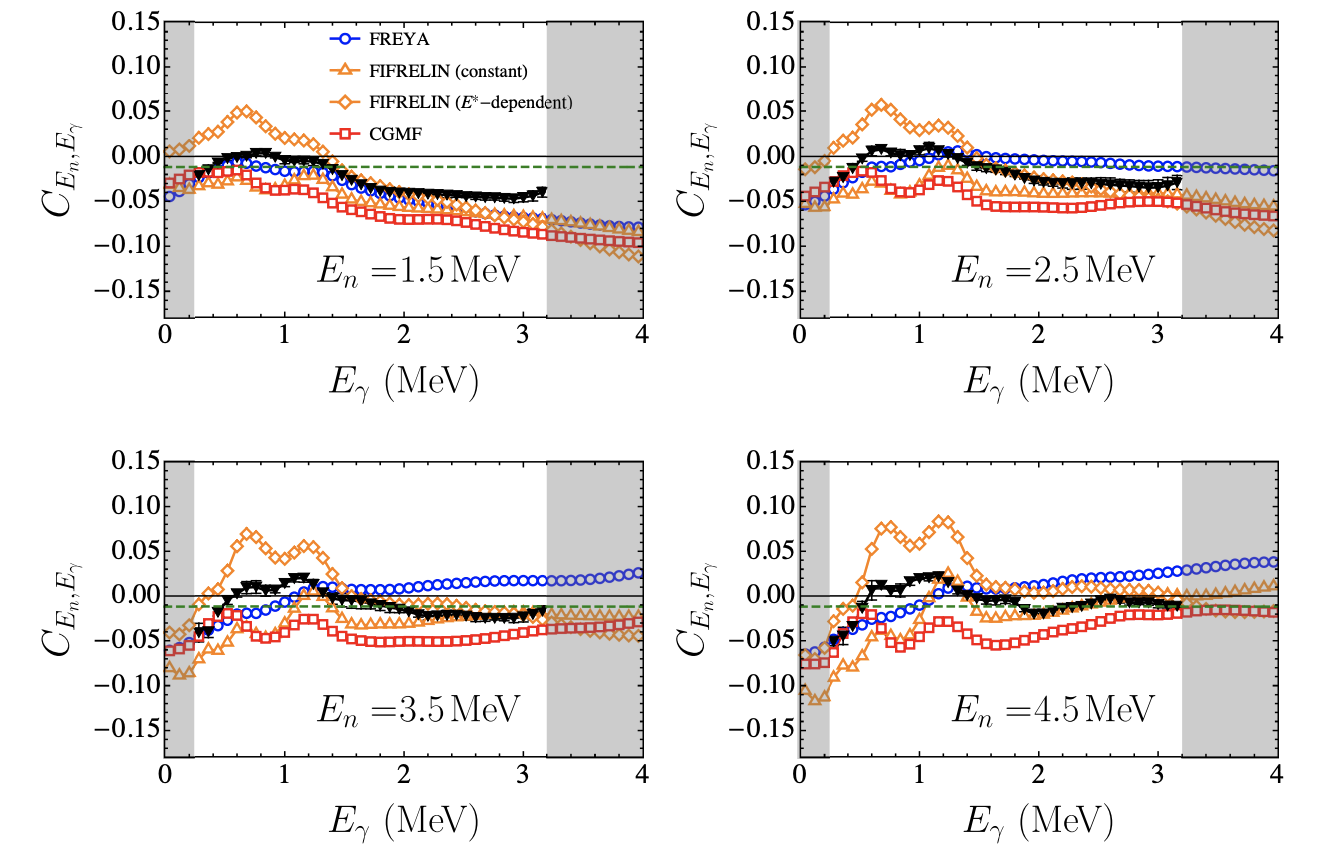 0.15
0.10
0.05
0.00
−0.05
−0.10
−0.15
C_{E_n,E_γ}
FREYA
FIFRELIN (constant)
FIFRELIN (E*−dependent)
CGMF
E_n =1.5 MeV
0 1 2 3 4
E_γ (MeV)
0.15
0.10
0.05
0.00
−0.05
−0.10
−0.15
C_{E_n,E_γ}
E_n =2.5 MeV
0 1 2 3 4
E_γ (MeV)
0.15
0.10
0.05
0.00
−0.05
−0.10
−0.15
C_{E_n,E_γ}
E_n =3.5 MeV
0 1 2 3 4
E_γ (MeV)
0.15
0.10
0.05
0.00
−0.05
−0.10
−0.15
C_{E_n,E_γ}
E_n =4.5 MeV
0 1 2 3 4
E_γ (MeV)